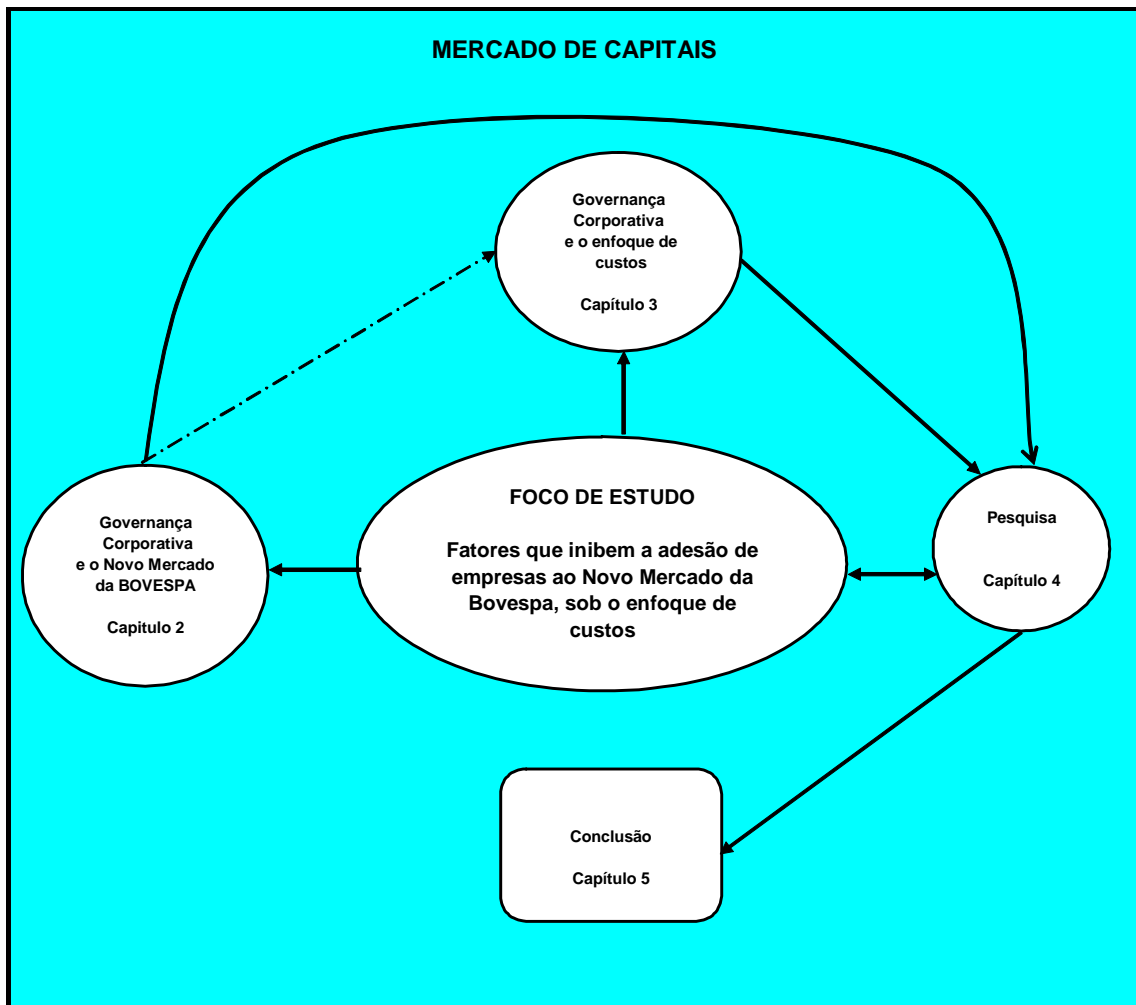 MERCADO DE CAPITAIS
Governança
Corporativa
e o enfoque de
custos
Capítulo 3
Governança
Corporativa
e o Novo Mercado
da BOVESPA
Capitulo 2
FOCO DE ESTUDO
Fatores que inibem a adesão de
empresas ao Novo Mercado da
Bovespa, sob o enfoque de
custos
Pesquisa
Capítulo 4
Conclusão
Capítulo 5